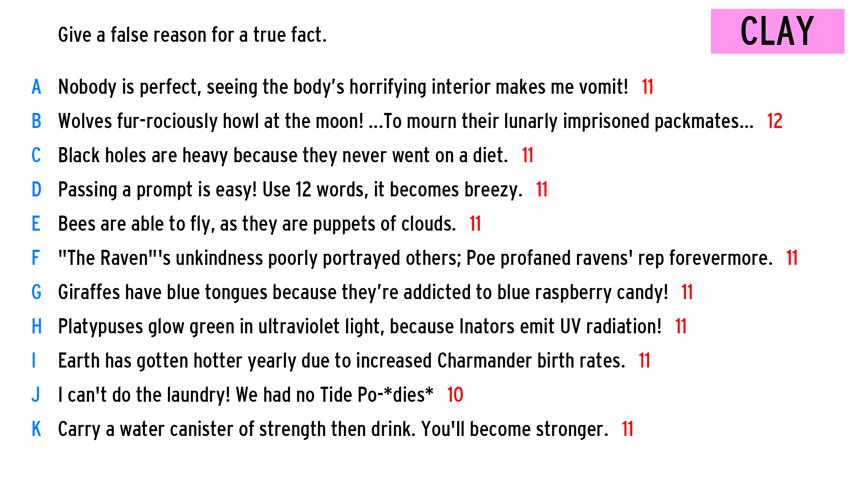 Give a false reason for a true fact.
CLAY
A Nobody is perfect, seeing the body's horrifying interior makes me vomit! 11
B Wolves fur-rociously howl at the moon! ...To mourn their lunarly imprisoned packmates... 12
C Black holes are heavy because they never went on a diet. 11
D Passing a prompt is easy! Use 12 words, it becomes breezy. 11
E Bees are able to fly, as they are puppets of clouds. 11
F "The Raven"'s unkindness poorly portrayed others; Poe profaned ravens' rep forevermore. 11
G Giraffes have blue tongues because they're addicted to blue raspberry candy! 11
H Platypuses glow green in ultraviolet light, because Inators emit UV radiation! 11
I Earth has gotten hotter yearly due to increased Charmander birth rates. 11
J I can't do the laundry! We had no Tide Po-*dies* 10
K Carry a water canister of strength then drink. You'll become stronger. 11